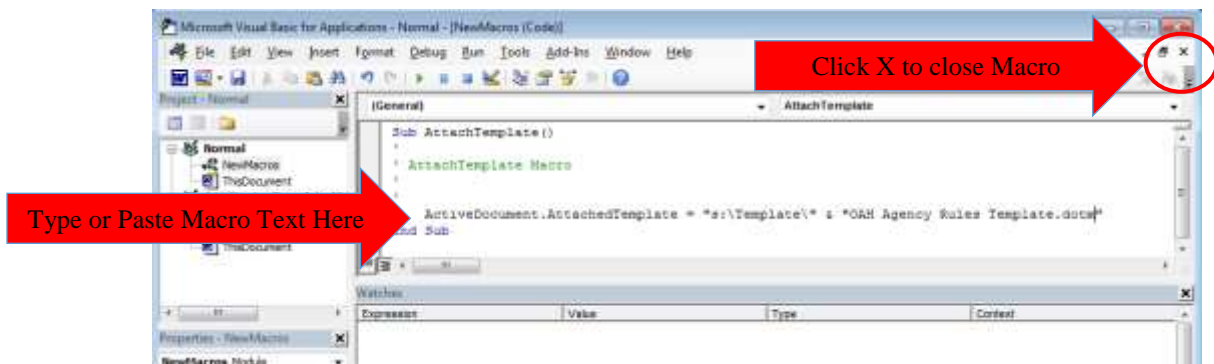 Microsoft Visual Basic for Applications - Normal - [NewMacros (Code)]
File Edit View Insert Format Debug Run Tools Add-Ins Window Help
Click X to close Macro
Project - Normal
(General)
AttachTemplate
Normal
NewMacros
ThisDocument
Sub AttachTemplate()
'
' AttachTemplate Macro
'
'
Type or Paste Macro Text Here
ActiveDocument.AttachedTemplate = "s:\Template\" & "OAH Agency Rules Template.dotm"
End Sub
ThisDocument
Watches
Expression Value Type Context
Properties - NewMacros
NewMacros Module